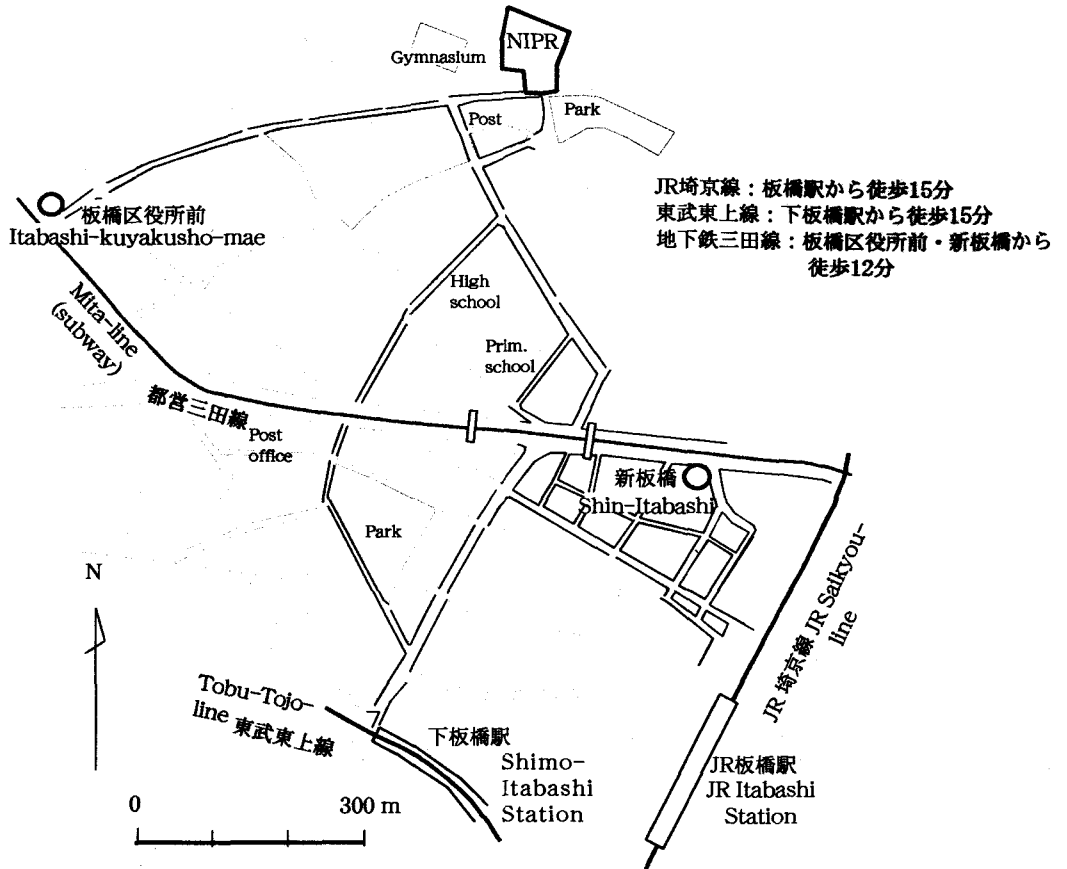 NIPR
Gymnasium
Post
Park
JR埼京線：板橋駅から徒歩15分
東武東上線：下板橋駅から徒歩15分
地下鉄三田線：板橋区役所前・新板橋から
徒歩12分
板橋区役所前
Itabashi-kuyakusho-mae
High
school
Mita-line
(subway)
Prim.
school
都営三田線
Post
office
新板橋
Shin-Itabashi
Park
N
JR 埼京線 JR Saikyou-
line
Tobu-Tojo-
line 東武東上線
下板橋駅
Shimo-
Itabashi
Station
JR板橋駅
JR Itabashi
Station
0
300 m